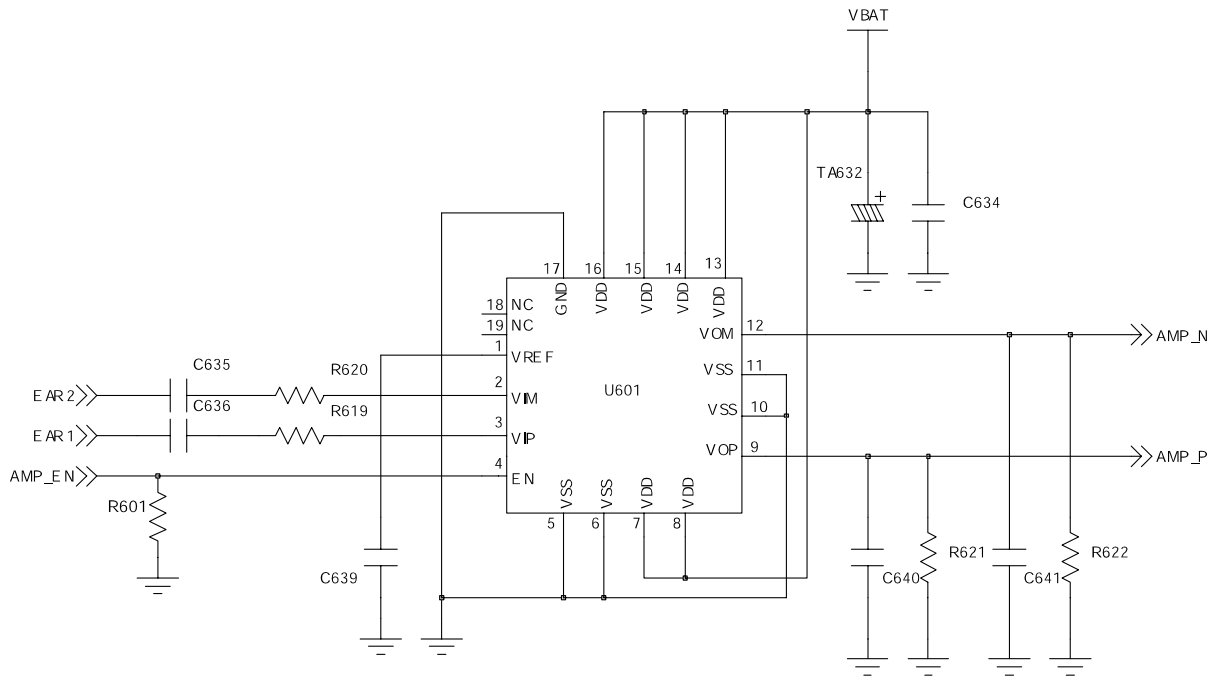 VBAT
TA632
+
C634
17
16
15
14
13
GND
VDD
VDD
VDD
VDD
18
NC
19
NC
1
VREF
2
VIM
3
VIP
4
EN
U601
VOM
12
VSS
11
VSS
10
VOP
9
VSS
VSS
VDD
VDD
5
6
7
8
C635
R620
EAR2
C636
R619
EAR1
AMP_EN
R601
C639
AMP_N
AMP_P
C640
R621
C641
R622